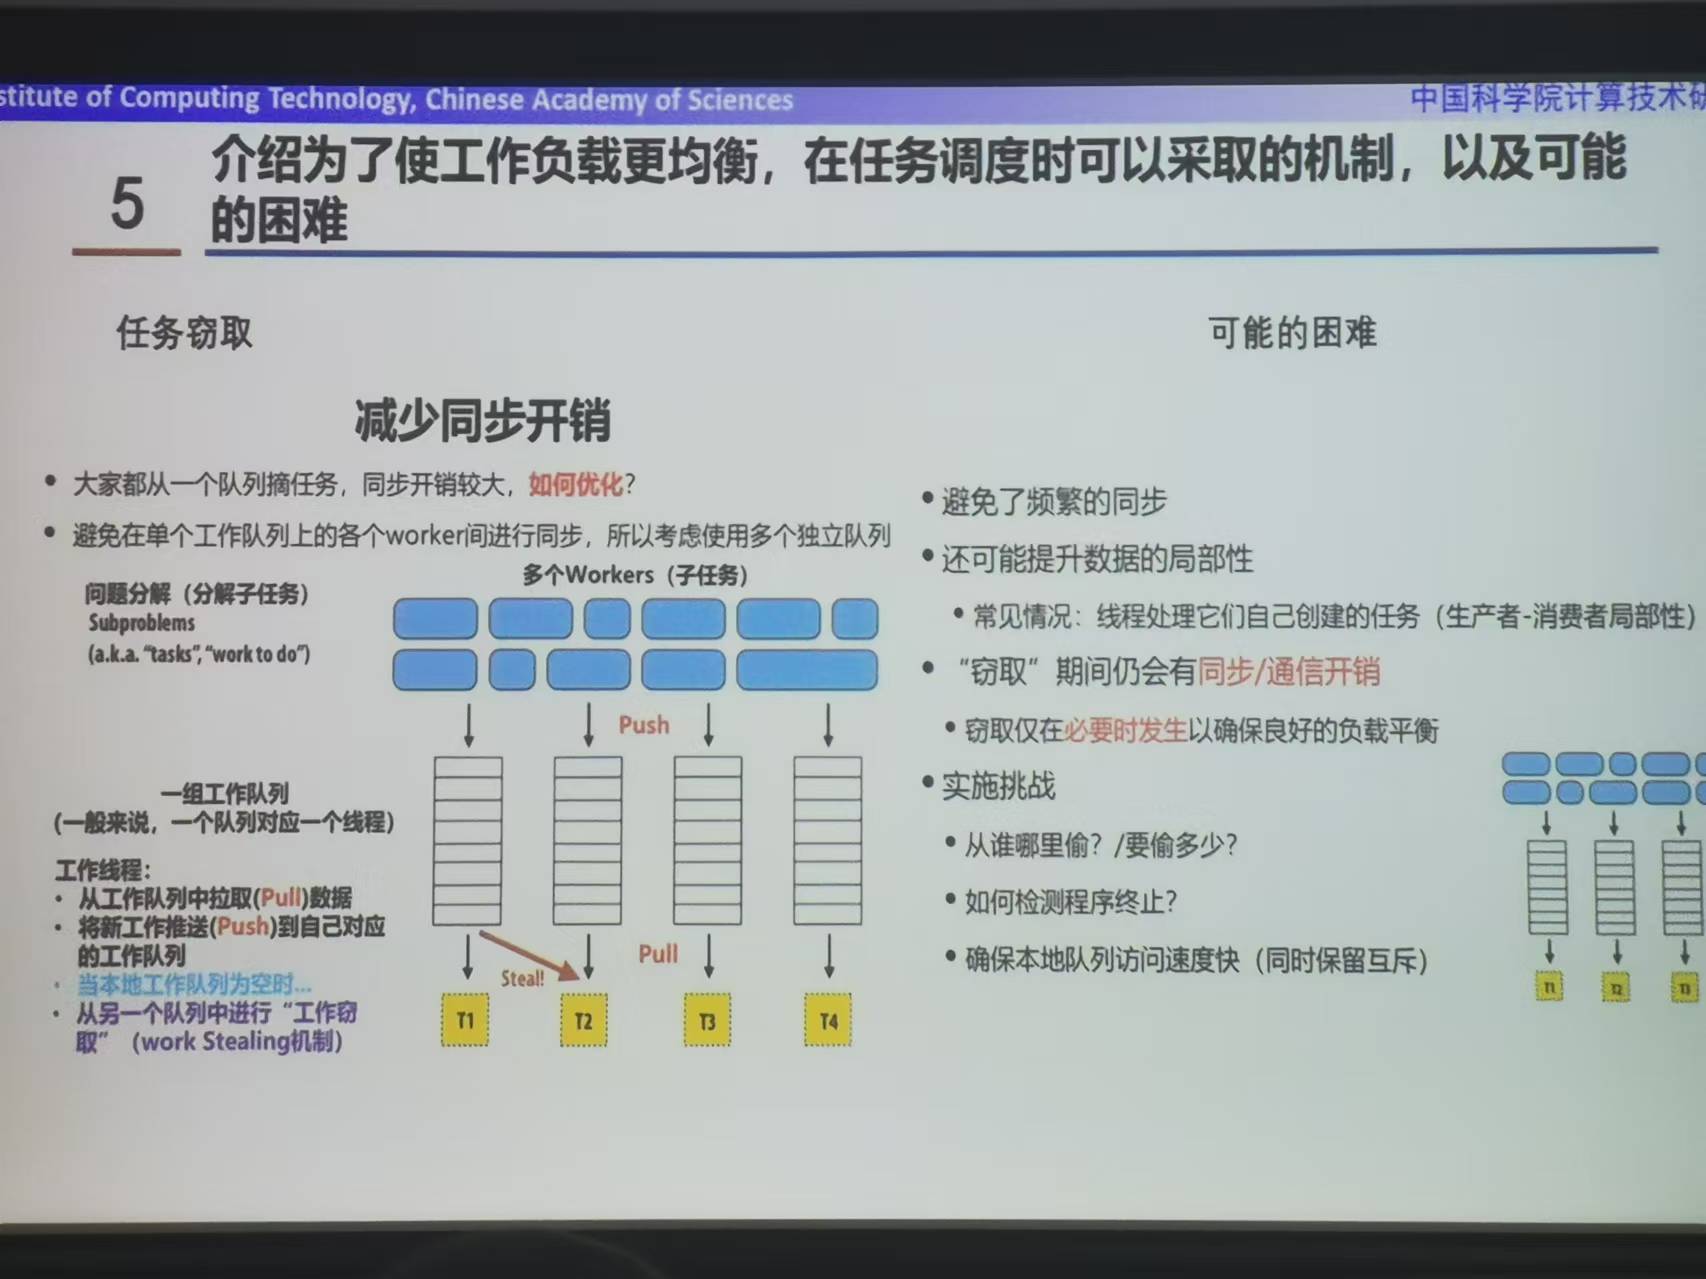 stitute of Computing Technology, Chinese Academy of Sciences
中国科学院计算技术研
5
介绍为了使工作负载更均衡，在任务调度时可以采取的机制，以及可能
的困难
任务窃取
减少同步开销
• 大家都从一个队列摘任务，同步开销较大，如何优化？
• 避免在单个工作队列上的各个worker间进行同步，所以考虑使用多个独立队列
多个Workers（子任务）
问题分解（分解子任务）
Subproblems
(a.k.a. “tasks”, “work to do”)
Push
一组工作队列
(一般来说，一个队列对应一个线程)
工作线程：
• 从工作队列中拉取(Pull)数据
• 将新工作推送(Push)到自己对应
的工作队列
• 当本地工作队列为空时...
• 从另一个队列中进行“工作窃
取”（work Stealing机制）
Steal!
Pull
T1
T2
T3
T4
可能的困难
• 避免了频繁的同步
• 还可能提升数据的局部性
• 常见情况：线程处理它们自己创建的任务（生产者-消费者局部性）
• “窃取”期间仍会有同步/通信开销
• 窃取仅在必要时发生以确保良好的负载平衡
• 实施挑战
• 从谁哪里偷？/要偷多少？
• 如何检测程序终止？
• 确保本地队列访问速度快（同时保留互斥）
T1
T2
T3